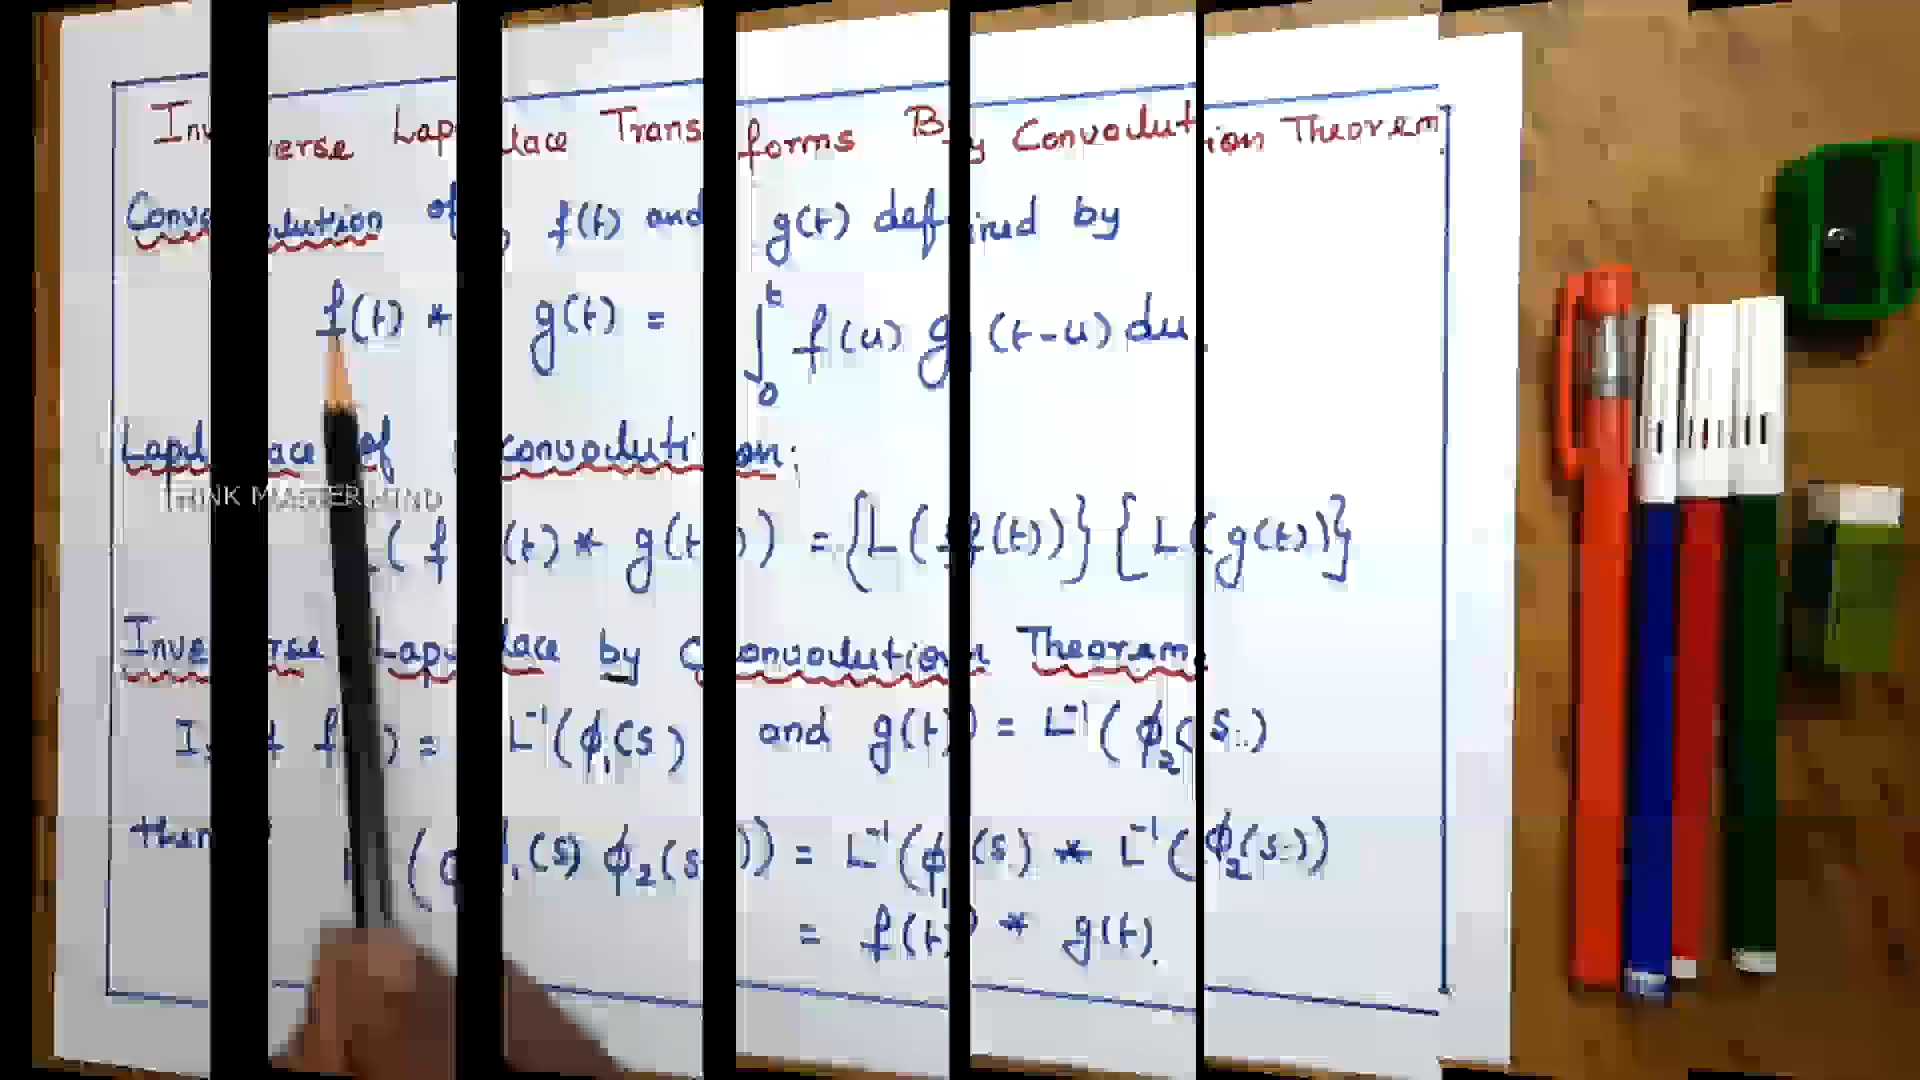 Inverse Laplace Transforms By Convolution Theorem.
Convolution of f(t) and g(t) defined by
f(t) * g(t) = ∫₀ᵗ f(u) g(t-u) du.
Laplace of convolution:
L( f(t) * g(t) ) = {L(f(t))} {L(g(t))}
THINK MASTERMIND
Inverse Laplace by Convolution Theorem.
If f(t) = L⁻¹(ϕ₁(s) and g(t) = L⁻¹(ϕ₂(s)
then (ϕ₁(s) ϕ₂(s)) = L⁻¹(ϕ₁(s) * L⁻¹(ϕ₂(s))
= f(t) * g(t).